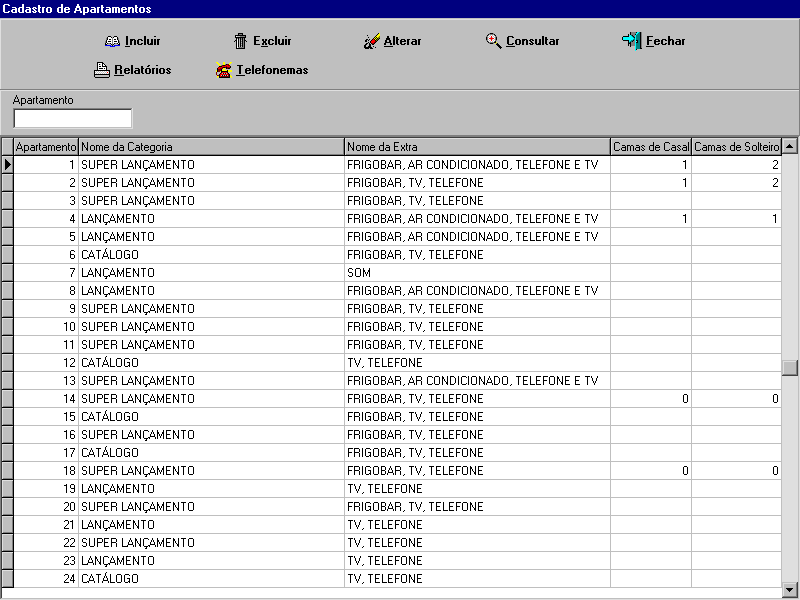 Cadastro de Apartamentos
Incluir Excluir Alterar Consultar Fechar
Relatórios Telefonemas
Apartamento
Apartamento Nome da Categoria Nome da Extra Camas de Casal Camas de Solteiro
1 SUPER LANÇAMENTO FRIGOBAR, AR CONDICIONADO, TELEFONE E TV 1 2
2 SUPER LANÇAMENTO FRIGOBAR, TV, TELEFONE 1 2
3 SUPER LANÇAMENTO FRIGOBAR, TV, TELEFONE
4 LANÇAMENTO FRIGOBAR, AR CONDICIONADO, TELEFONE E TV 1 1
5 LANÇAMENTO FRIGOBAR, AR CONDICIONADO, TELEFONE E TV
6 CATÁLOGO FRIGOBAR, TV, TELEFONE
7 LANÇAMENTO SOM
8 LANÇAMENTO FRIGOBAR, AR CONDICIONADO, TELEFONE E TV
9 SUPER LANÇAMENTO FRIGOBAR, TV, TELEFONE
10 SUPER LANÇAMENTO FRIGOBAR, TV, TELEFONE
11 SUPER LANÇAMENTO FRIGOBAR, TV, TELEFONE
12 CATÁLOGO TV, TELEFONE
13 SUPER LANÇAMENTO FRIGOBAR, AR CONDICIONADO, TELEFONE E TV
14 SUPER LANÇAMENTO FRIGOBAR, TV, TELEFONE 0 0
15 CATÁLOGO FRIGOBAR, TV, TELEFONE
16 SUPER LANÇAMENTO FRIGOBAR, TV, TELEFONE
17 CATÁLOGO FRIGOBAR, TV, TELEFONE
18 SUPER LANÇAMENTO FRIGOBAR, TV, TELEFONE 0 0
19 LANÇAMENTO TV, TELEFONE
20 SUPER LANÇAMENTO FRIGOBAR, TV, TELEFONE
21 LANÇAMENTO TV, TELEFONE
22 SUPER LANÇAMENTO TV, TELEFONE
23 LANÇAMENTO TV, TELEFONE
24 CATÁLOGO TV, TELEFONE